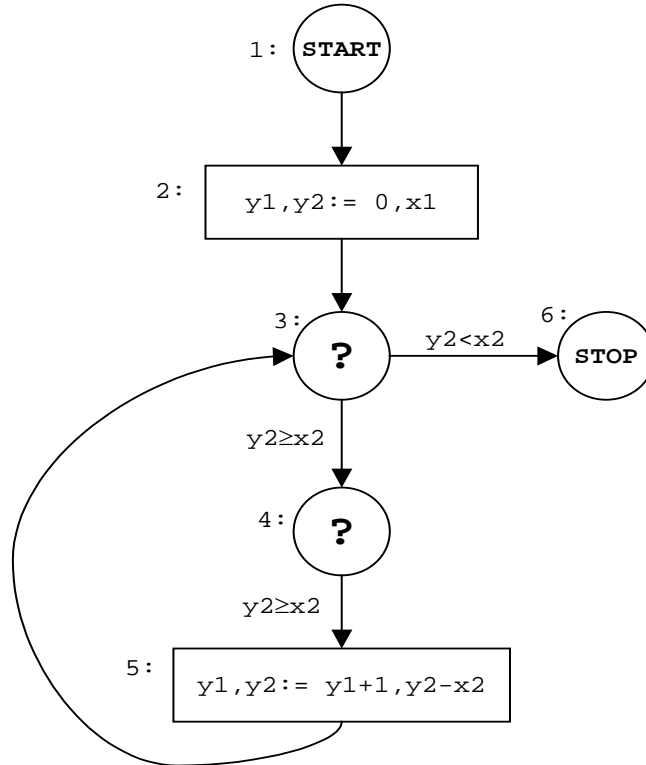 1: START
2: y1,y2:= 0,x1
3: ?
y2<x2
6: STOP
y2≥x2
4: ?
y2≥x2
5: y1,y2:= y1+1,y2-x2